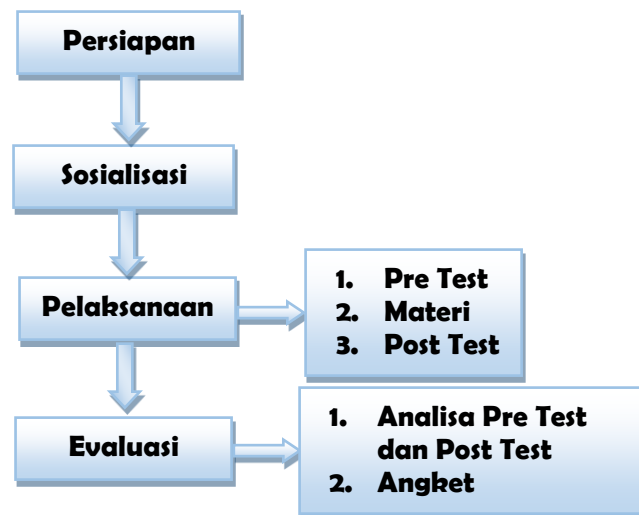 Persiapan
Sosialisasi
Pelaksanaan
1. Pre Test
2. Materi
3. Post Test
Evaluasi
1. Analisa Pre Test
dan Post Test
2. Angket